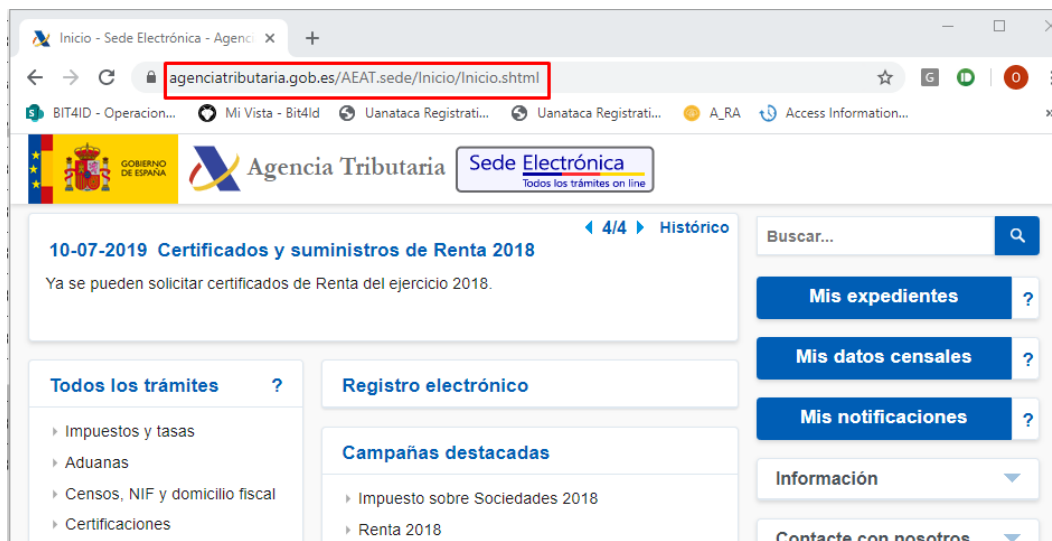 Inicio - Sede Electrónica - Agenci
agenciatributaria.gob.es/AEAT.sede/Inicio/Inicio.shtml
G
O
BIT4ID - Operacion...
Mi Vista - Bit4Id
Uanataca Registrati...
Uanataca Registrati...
A_RA
Access Information...
GOBIERNO
DE ESPAÑA
Agencia Tributaria
Sede Electrónica
Todos los trámites on line
4/4
Histórico
10-07-2019 Certificados y suministros de Renta 2018
Ya se pueden solicitar certificados de Renta del ejercicio 2018.
Buscar...
Mis expedientes ?
Mis datos censales ?
Mis notificaciones ?
Información
Contacte con nosotros
Todos los trámites ?
Impuestos y tasas
Aduanas
Censos, NIF y domicilio fiscal
Certificaciones
Registro electrónico
Campañas destacadas
Impuesto sobre Sociedades 2018
Renta 2018